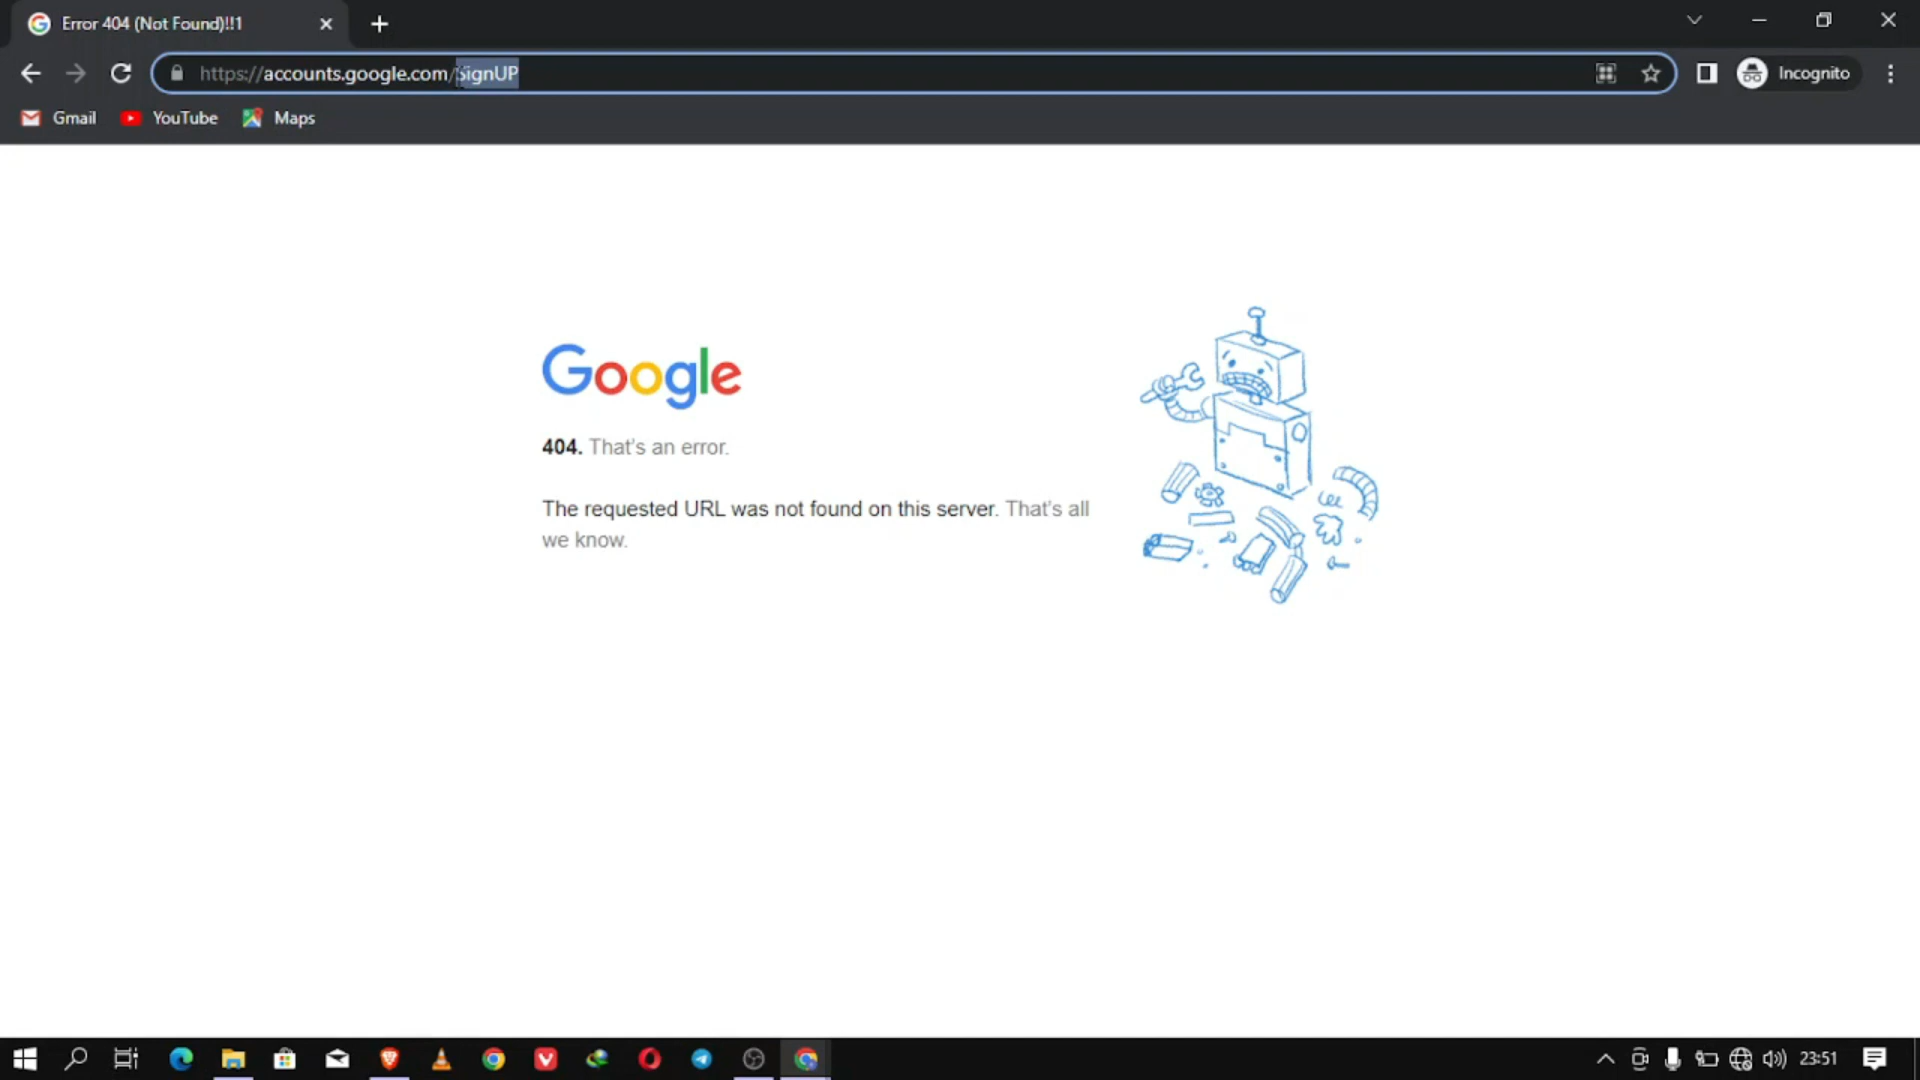 Error 404 (Not Found)!!1
https://accounts.google.com/SignUP
Incognito
Gmail
YouTube
Maps
Google
404. That's an error.
The requested URL was not found on this server. That's all
we know.
23:51